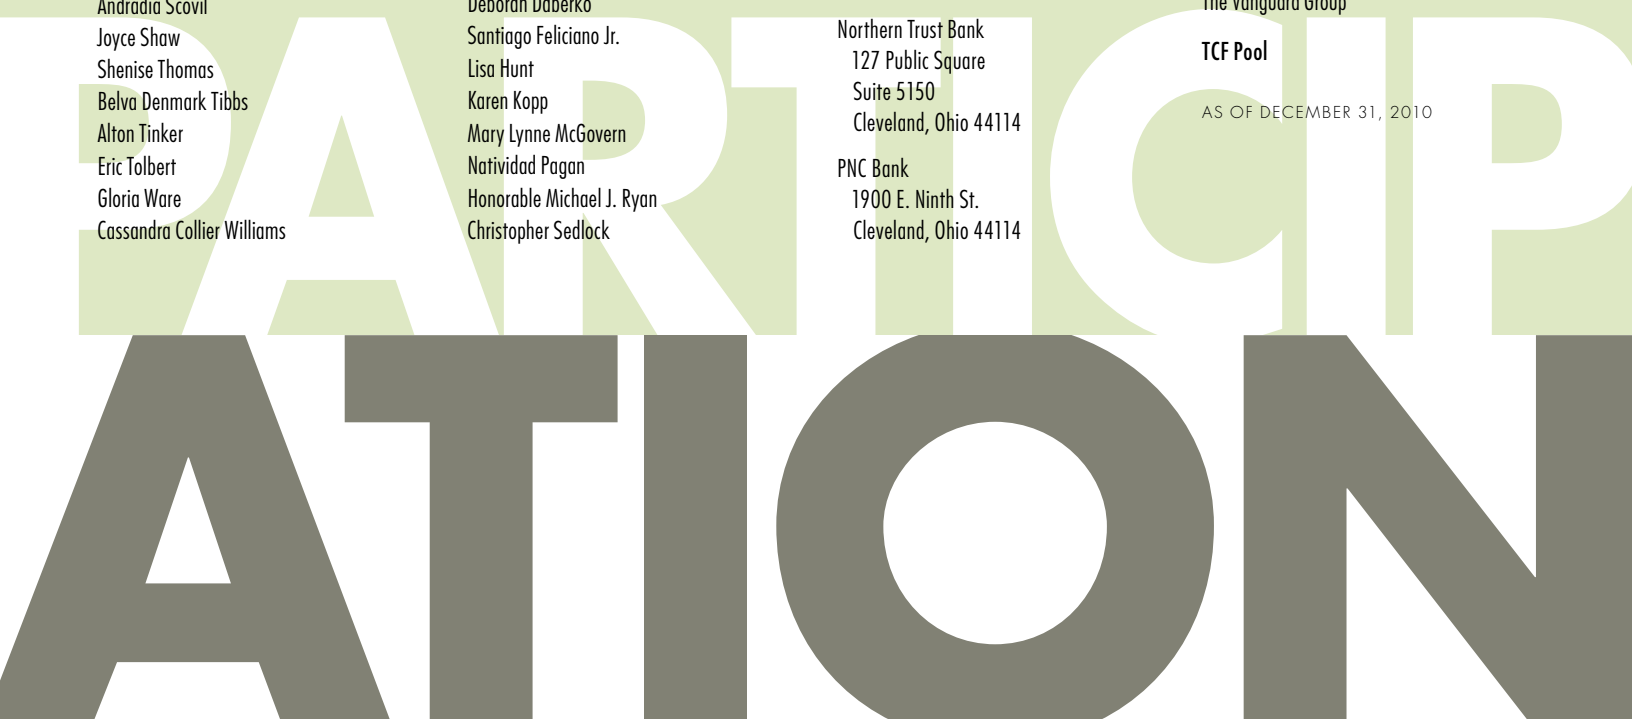 Andradia Scovil
Joyce Shaw
Shenise Thomas
Belva Denmark Tibbs
Alton Tinker
Eric Tolbert
Gloria Ware
Cassandra Collier Williams
Deborah Daberko
Santiago Feliciano Jr.
Lisa Hunt
Karen Kopp
Mary Lynne McGovern
Natividad Pagan
Honorable Michael J. Ryan
Christopher Sedlock
Northern Trust Bank
127 Public Square
Suite 5150
Cleveland, Ohio 44114
PNC Bank
1900 E. Ninth St.
Cleveland, Ohio 44114
The Vanguard Group
TCF Pool
AS OF DECEMBER 31, 2010
PARTICIP
ATION